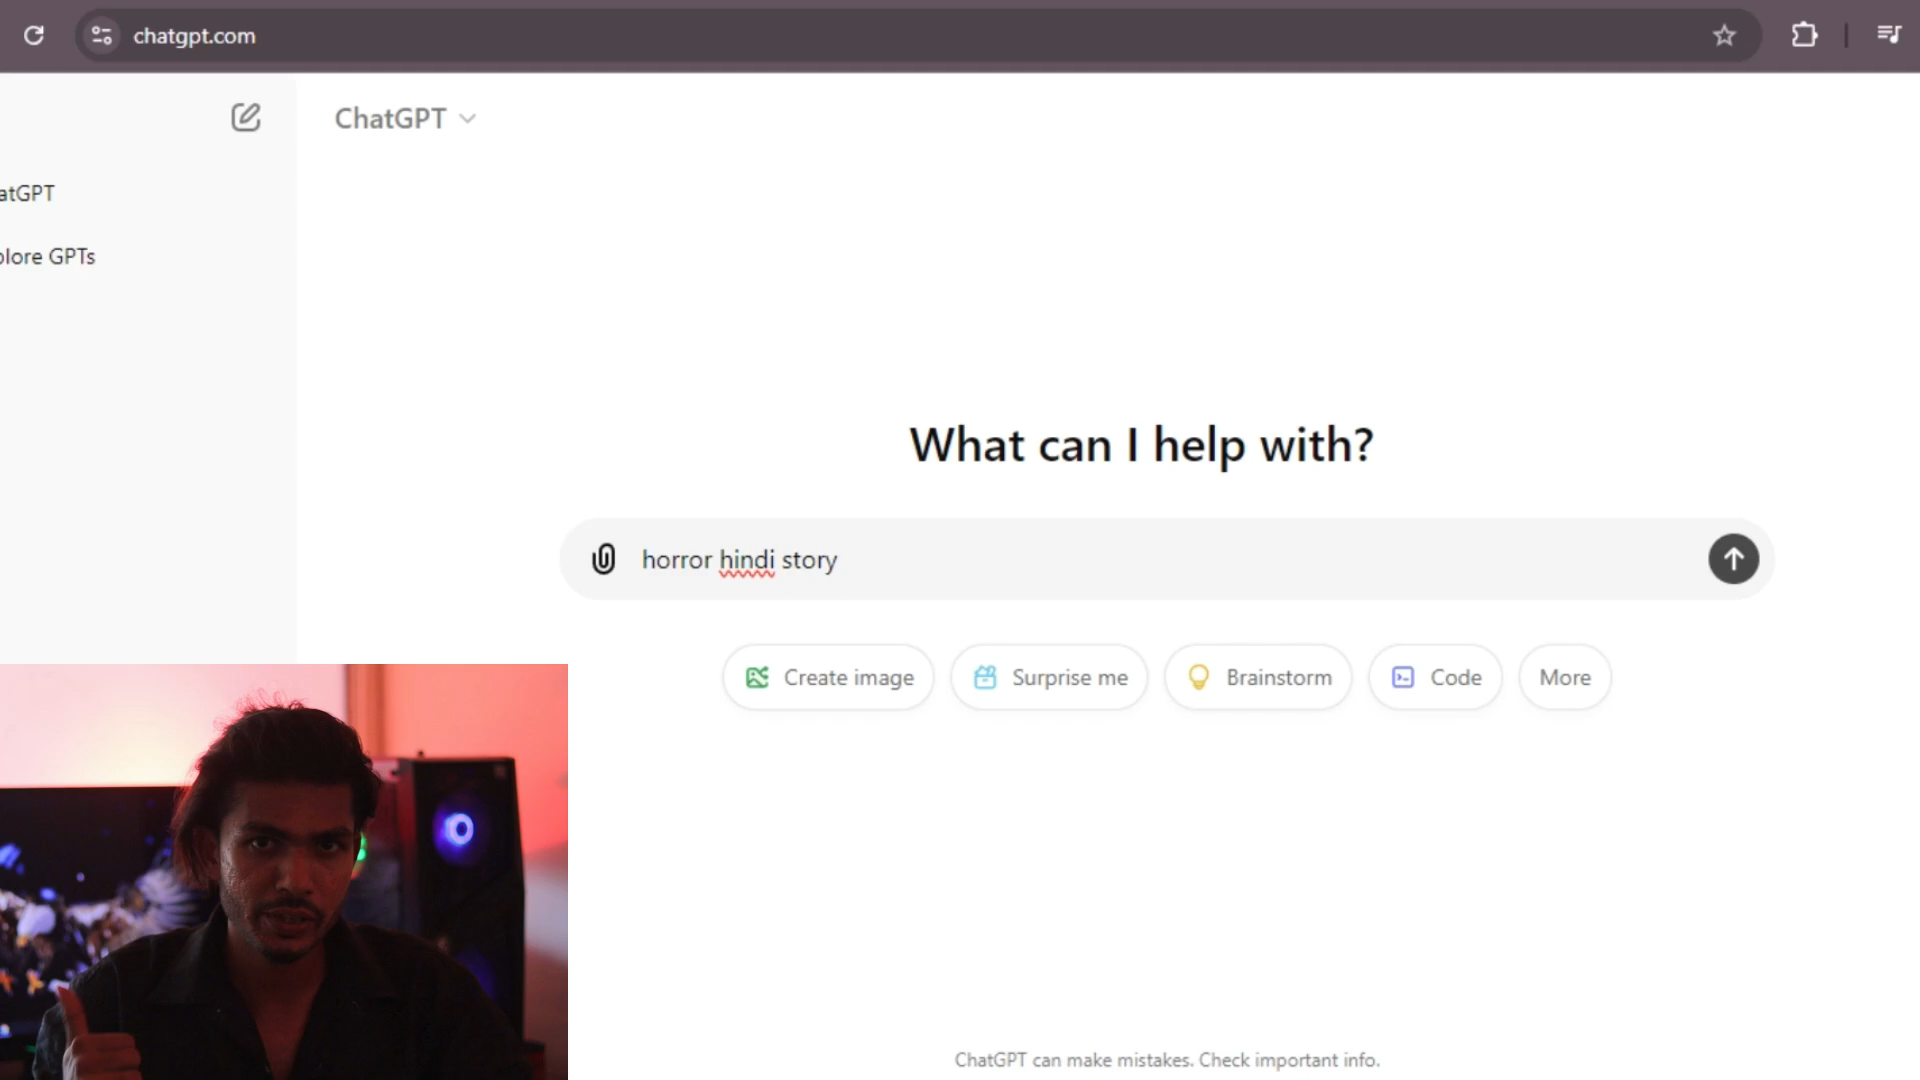 chatgpt.com
ChatGPT
atGPT
plore GPTs
What can I help with?
horror hindi story
Create image
Surprise me
Brainstorm
Code
More
ChatGPT can make mistakes. Check important info.